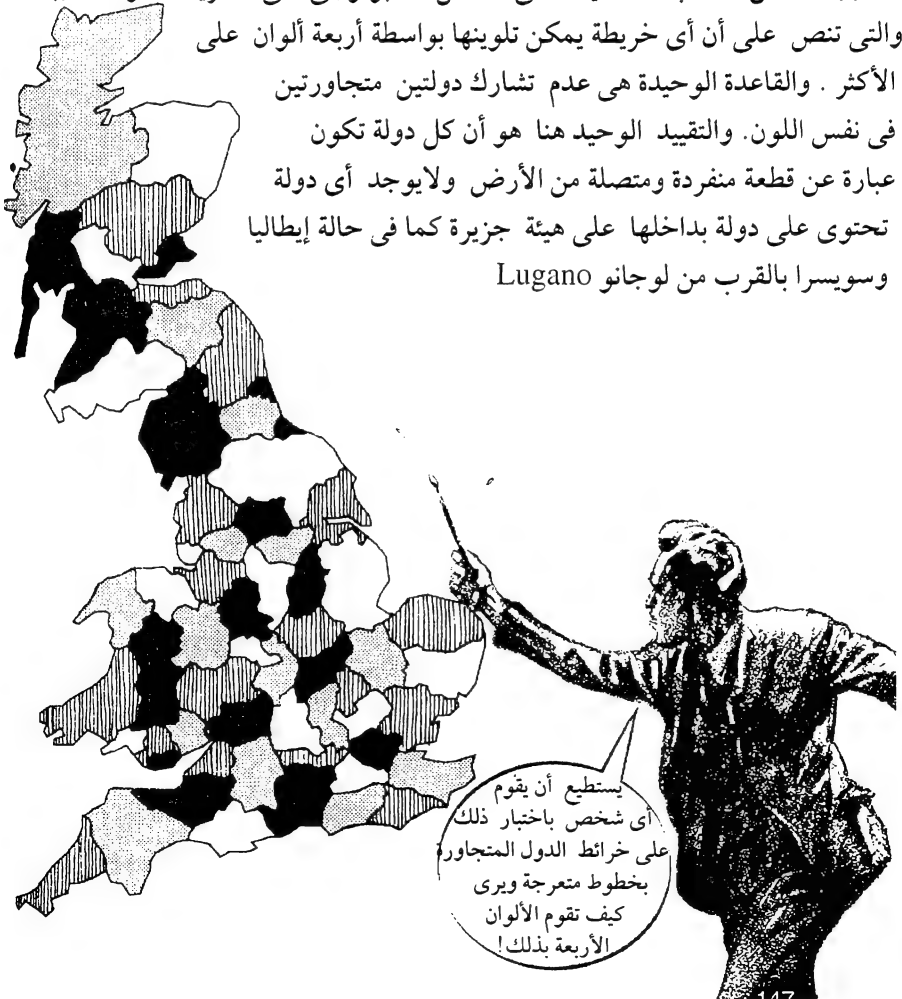 والتى تنص على أن أى خريطة يمكن تلوينها بواسطة أربعة ألوان على
الأكثر . والقاعدة الوحيدة هى عدم تشارك دولتين متجاورتين
فى نفس اللون. والتقييد الوحيد هنا هو أن كل دولة تكون
عبارة عن قطعة منفردة ومتصلة من الأرض ولايوجد أى دولة
تحتوى على دولة بداخلها على هيئة جزيرة كما فى حالة إيطاليا
وسويسرا بالقرب من لوجانو Lugano
يستطيع أن يقوم
أى شخص باختبار ذلك
على خرائط الدول المتجاورة
بخطوط متعرجة ويرى
كيف تقوم الألوان
الأربعة بذلك!
147